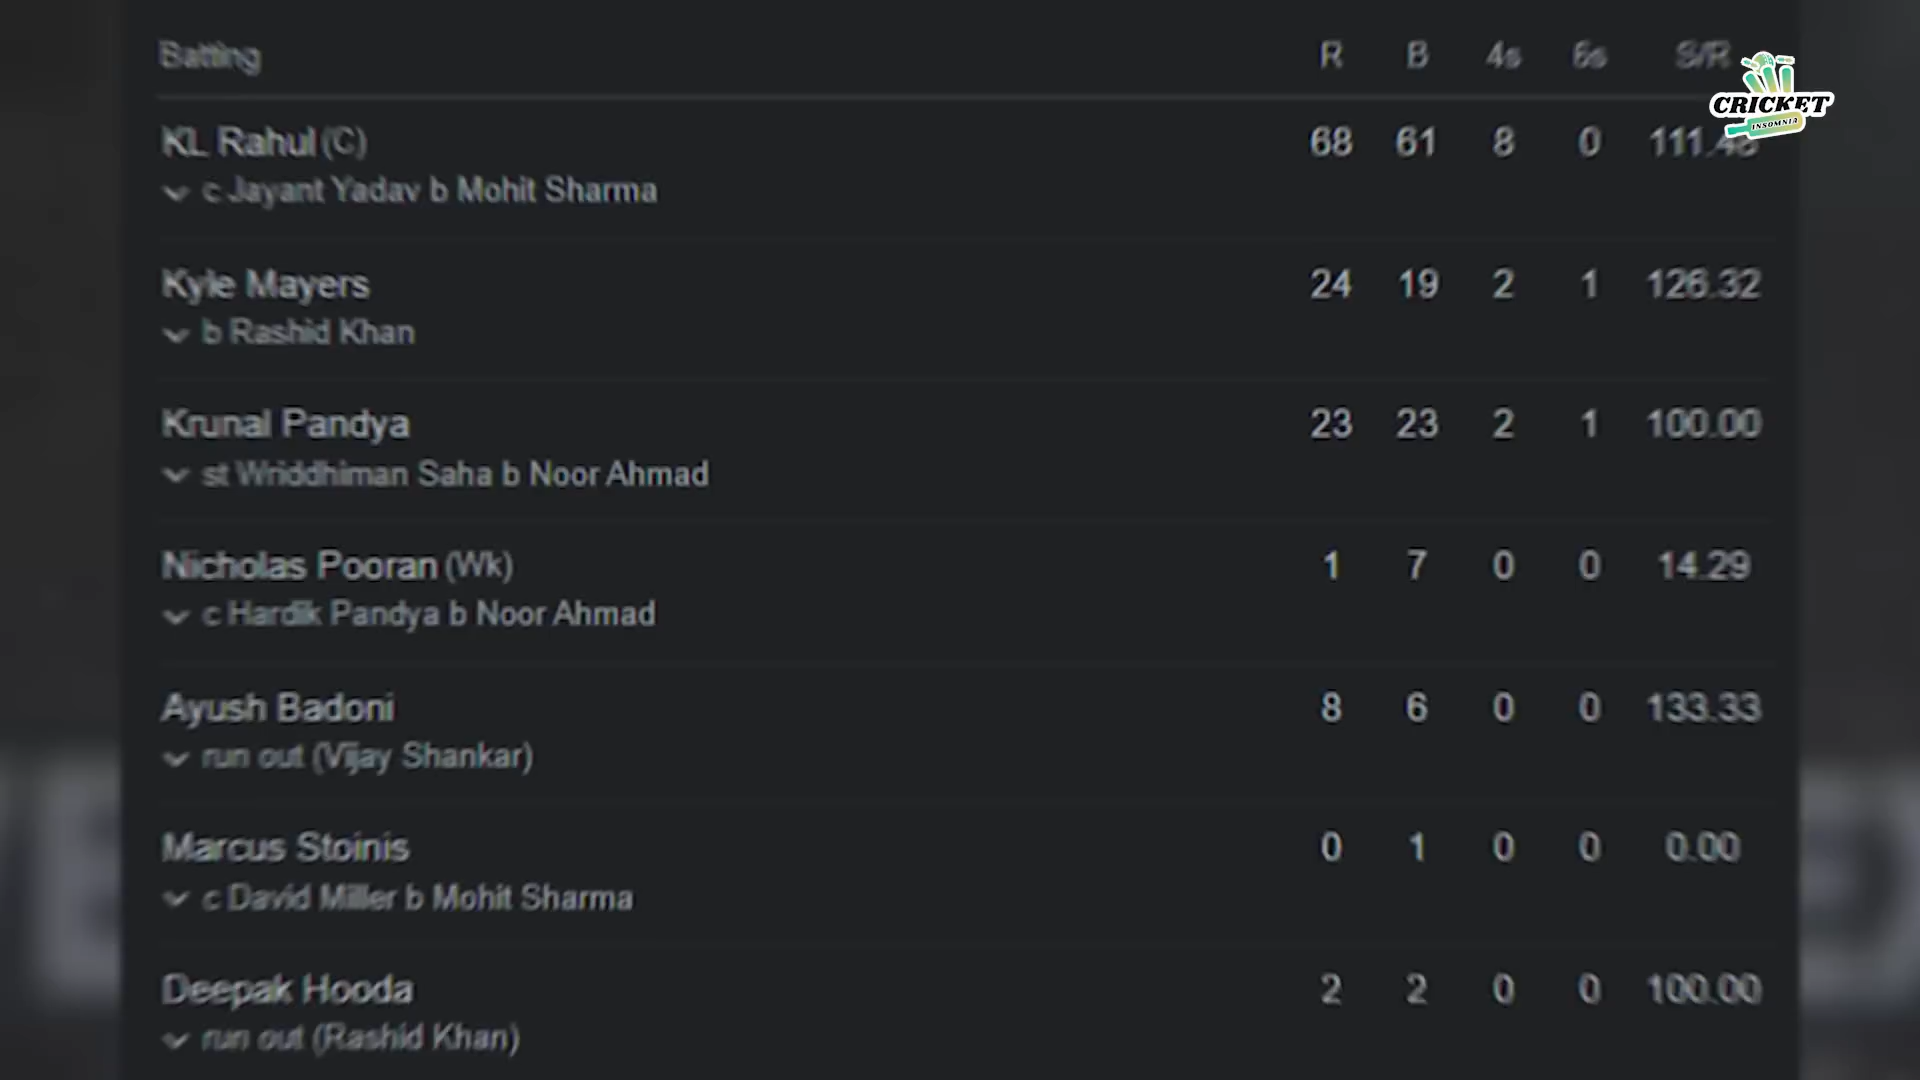 Batting R B 4s 6s S/R
CRICKET
INSOMNIA
KL Rahul (C) 68 61 8 0 111.48
c Jayant Yadav b Mohit Sharma
Kyle Mayers 24 19 2 1 126.32
b Rashid Khan
Krunal Pandya 23 23 2 1 100.00
st Wriddhiman Saha b Noor Ahmad
Nicholas Pooran (Wk) 1 7 0 0 14.29
c Hardik Pandya b Noor Ahmad
Ayush Badoni 8 6 0 0 133.33
run out (Vijay Shankar)
Marcus Stoinis 0 1 0 0 0.00
c David Miller b Mohit Sharma
Deepak Hooda 2 2 0 0 100.00
run out (Rashid Khan)